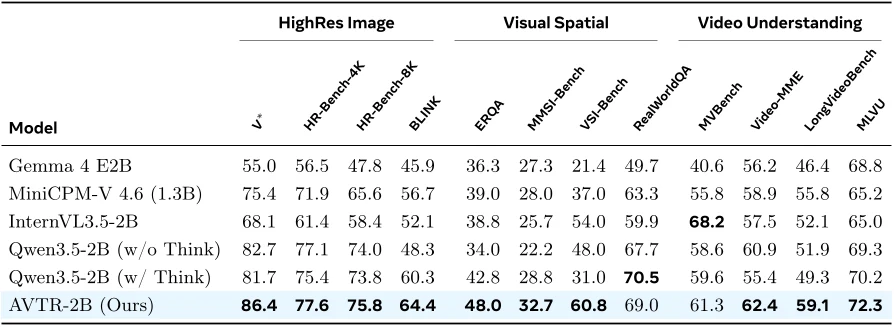 HighRes Image Visual Spatial Video Understanding
Model V* HR-Bench-4K HR-Bench-8K BLINK ERQA MMSI-Bench VSI-Bench RealWorldQA MVBench Video-MME LongVideoBench MLVU
Gemma 4 E2B 55.0 56.5 47.8 45.9 36.3 27.3 21.4 49.7 40.6 56.2 46.4 68.8
MiniCPM-V 4.6 (1.3B) 75.4 71.9 65.6 56.7 39.0 28.0 37.0 63.3 55.8 58.9 55.8 65.2
InternVL3.5-2B 68.1 61.4 58.4 52.1 38.8 25.7 54.0 59.9 68.2 57.5 52.1 65.0
Qwen3.5-2B (w/o Think) 82.7 77.1 74.0 48.3 34.0 22.2 48.0 67.7 58.6 60.9 51.9 69.3
Qwen3.5-2B (w/ Think) 81.7 75.4 73.8 60.3 42.8 28.8 31.0 70.5 59.6 55.4 49.3 70.2
AVTR-2B (Ours) 86.4 77.6 75.8 64.4 48.0 32.7 60.8 69.0 61.3 62.4 59.1 72.3